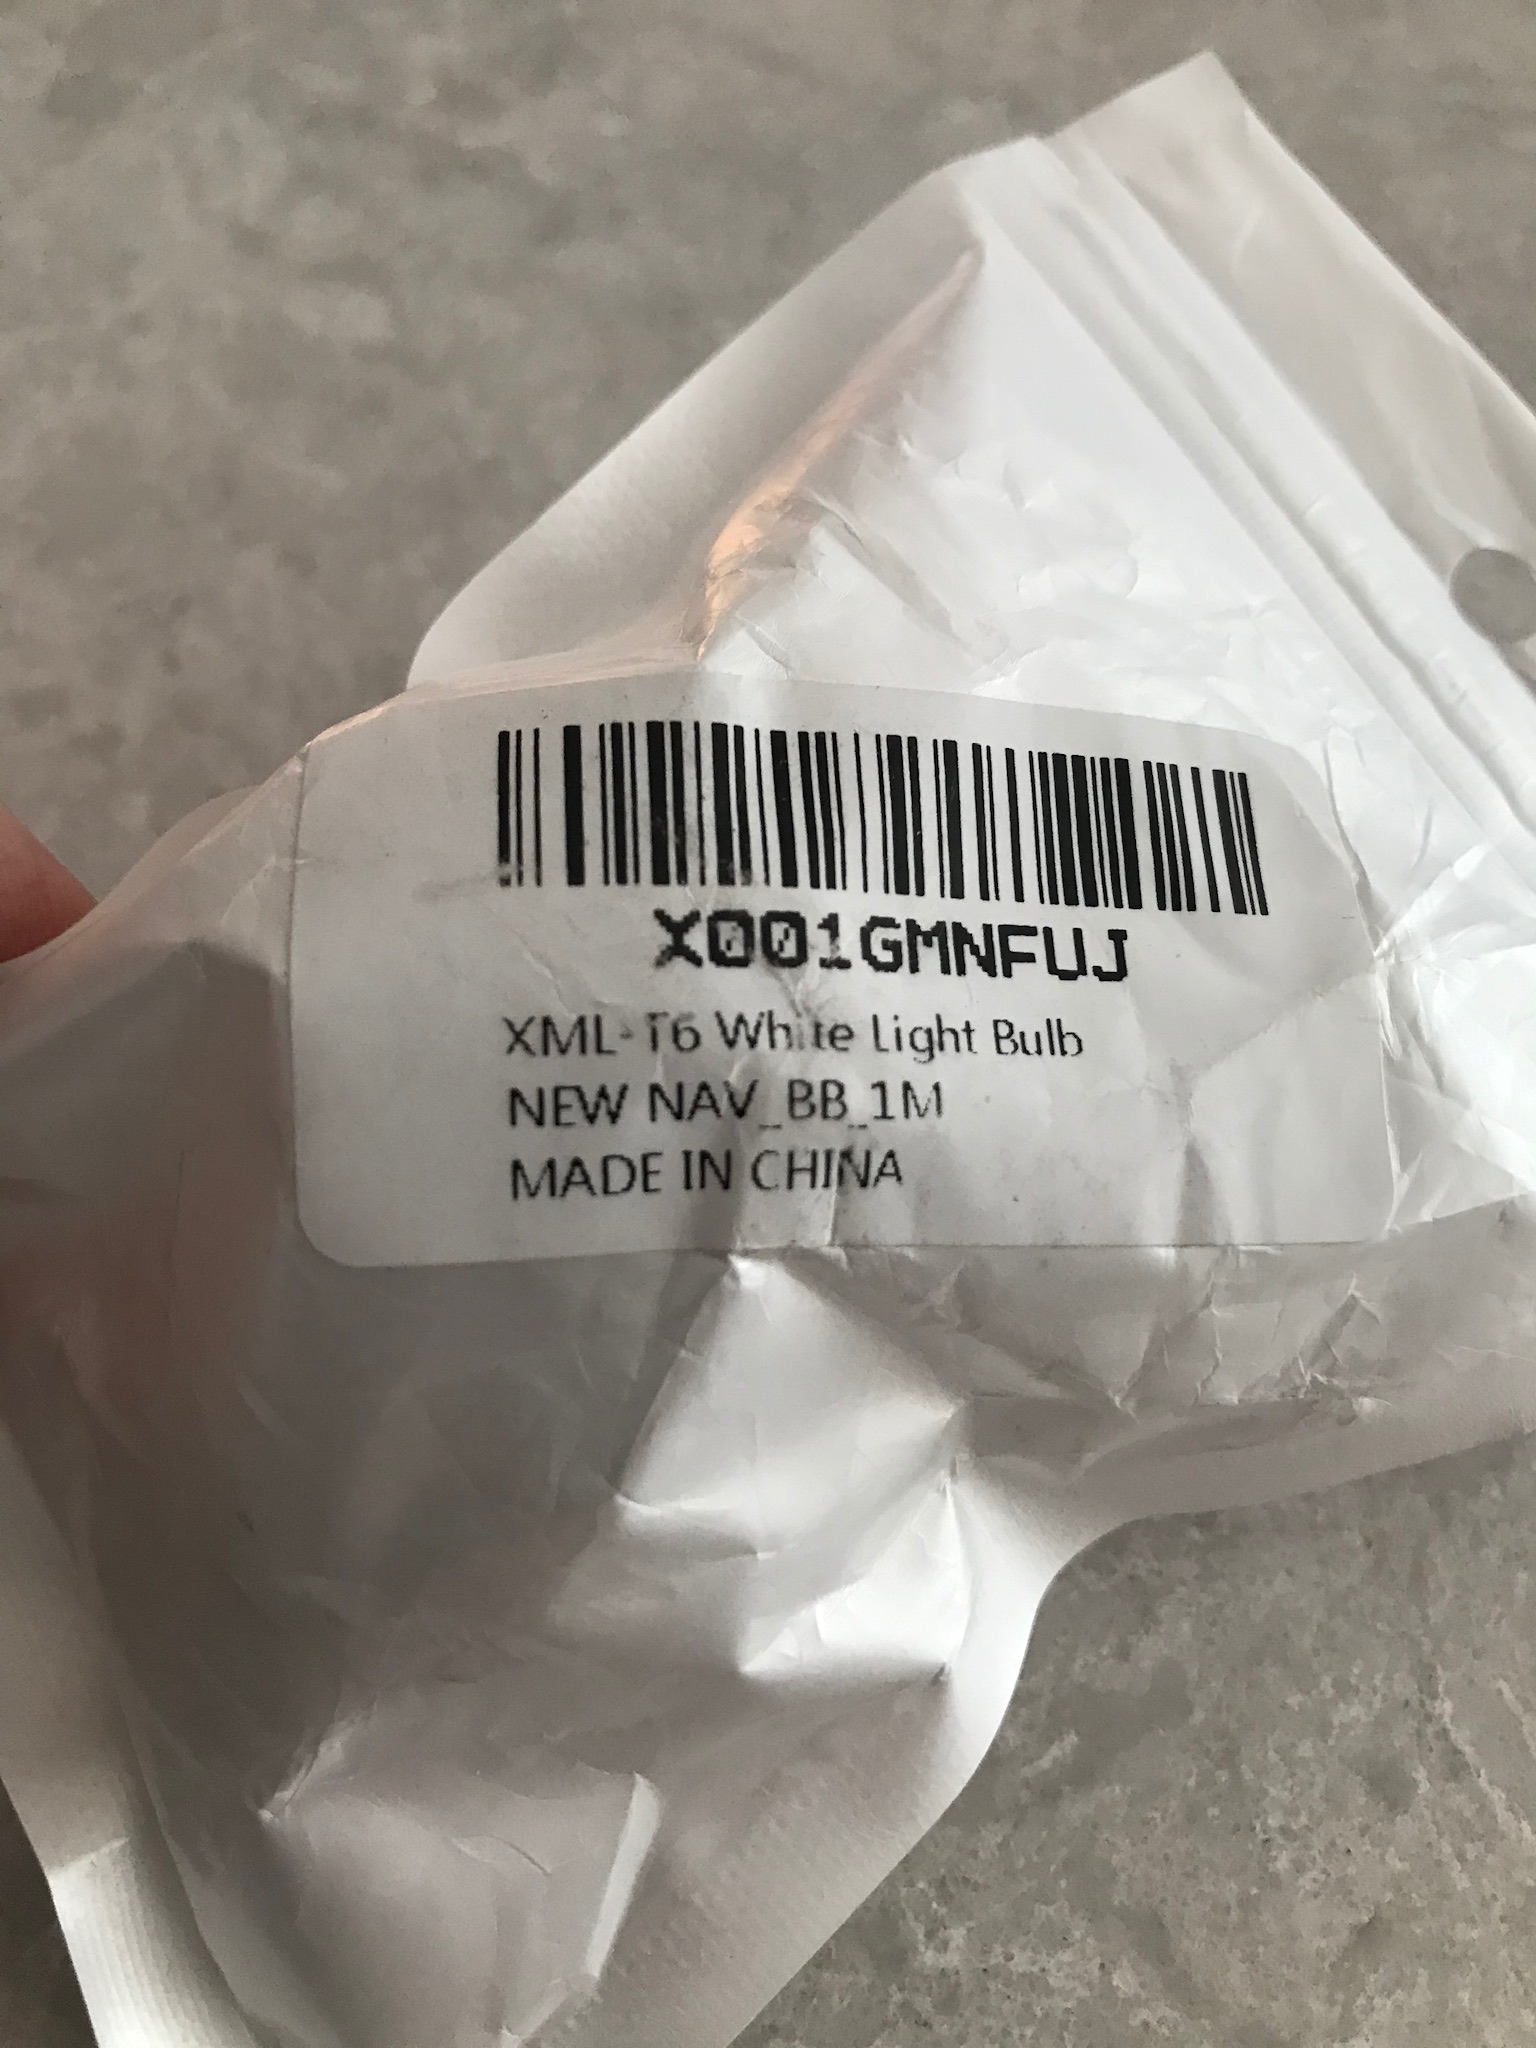 X001GMNFUJ
XML-T6 White Light Bulb
NEW NAV_BB_1M
MADE IN CHINA